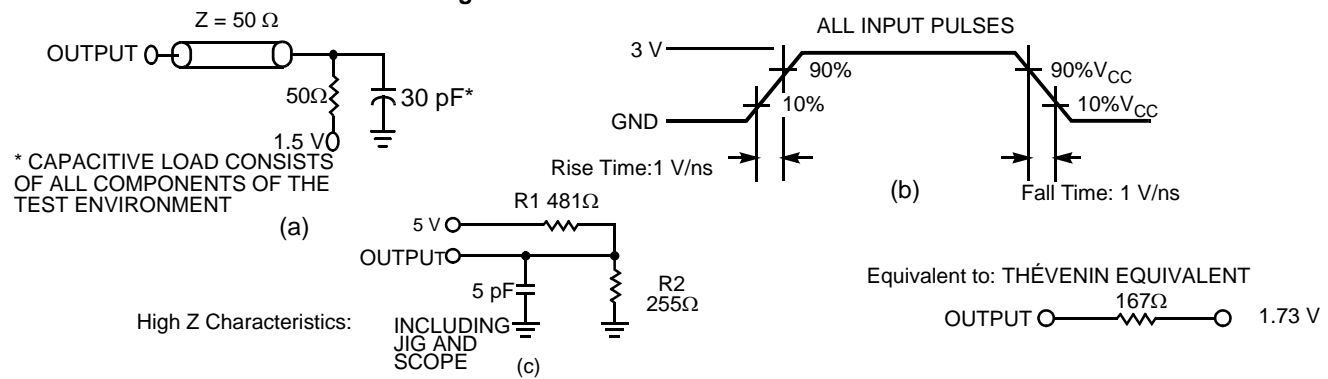 Z = 50 Ω
OUTPUT
50Ω
30 pF*
1.5 V
* CAPACITIVE LOAD CONSISTS
OF ALL COMPONENTS OF THE
TEST ENVIRONMENT
(a)
ALL INPUT PULSES
3 V
90%
10%
GND
90%VCC
10%VCC
Rise Time:1 V/ns
(b)
Fall Time: 1 V/ns
R1 481Ω
5 V
OUTPUT
5 pF
R2
255Ω
High Z Characteristics:
INCLUDING
JIG AND
SCOPE
(c)
Equivalent to: THÉVENIN EQUIVALENT
167Ω
OUTPUT
1.73 V